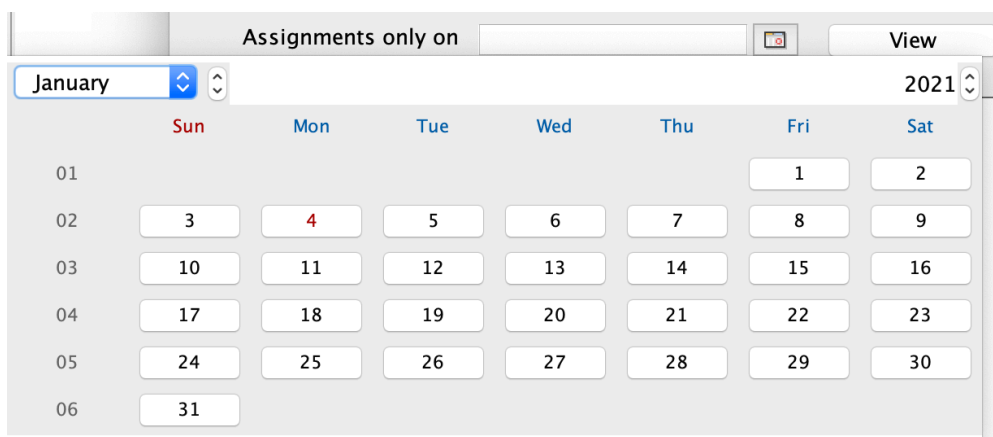 Assignments only on View
January 2021
Sun Mon Tue Wed Thu Fri Sat
01 1 2
02 3 4 5 6 7 8 9
03 10 11 12 13 14 15 16
04 17 18 19 20 21 22 23
05 24 25 26 27 28 29 30
06 31